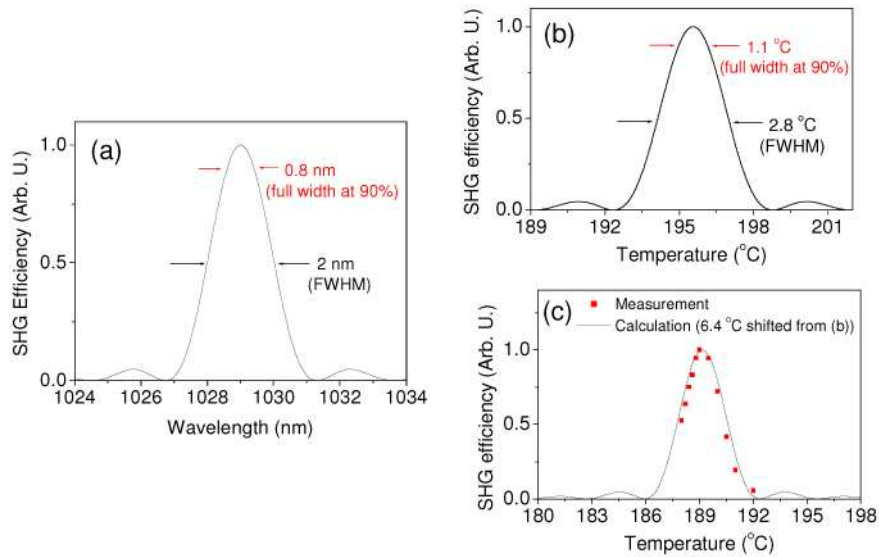 (a)
SHG Efficiency (Arb. U.)
1.0
0.5
0.0
0.8 nm
(full width at 90%)
2 nm
(FWHM)
1024 1026 1028 1030 1032 1034
Wavelength (nm)
(b)
SHG efficiency (Arb. U.)
1.0
0.5
0.0
1.1 °C
(full width at 90%)
2.8 °C
(FWHM)
189 192 195 198 201
Temperature (°C)
(c)
SHG efficiency (Arb. U.)
Measurement
Calculation (6.4 °C shifted from (b))
1.0
0.5
0.0
180 183 186 189 192 195 198
Temperature (°C)